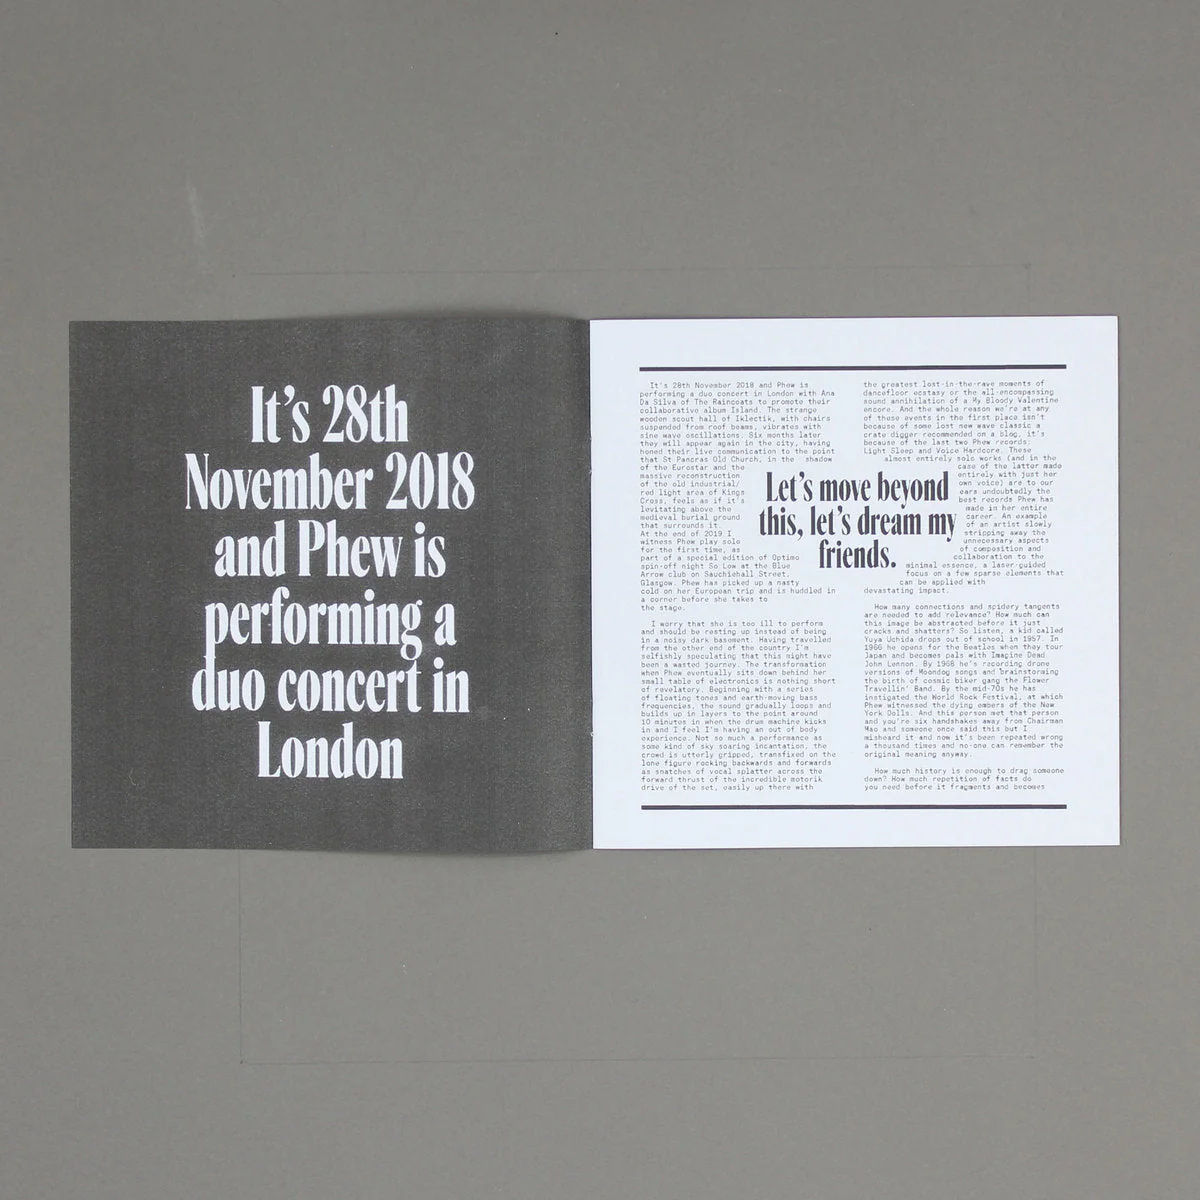 It's 28th
November 2018
and Phew is
performing a
duo concert in
London
It's 28th November 2018 and Phew is
performing a duo concert in London with Ana
Da Silva of The Raincoats to promote their
collaborative album Island. The strange
wooden scout hall of Iklectik, with chairs
suspended from roof beams, vibrates with
sine wave oscillations. Six months later
they will appear again in the city, having
honed their live communication to the point
that St Pancras Old Church, in the shadow
of the Eurostar and the
massive reconstruction
of the old industrial/
red light area of Kings
Cross, feels as if it's
levitating above the
medieval burial ground
that surrounds it.
At the end of 2019 I
witness Phew play solo
for the first time, as
part of a special edition of Optimo
spin-off night So Low at the Blue
Arrow club on Sauchiehall Street,
Glasgow. Phew has picked up a nasty
cold on her European trip and is huddled in
a corner before she takes to
the stage.
I worry that she is too ill to perform
and should be resting up instead of being
in a noisy dark basement. Having travelled
from the other end of the country I'm
selfishly speculating that this might have
been a wasted journey. The transformation
when Phew eventually sits down behind her
small table of electronics is nothing short
of revelatory. Beginning with a series
of floating tones and earth-moving bass
frequencies, the sound gradually loops and
builds up in layers to the point around
10 minutes in when the drum machine kicks
in and I feel I'm having an out of body
experience. Not so much a performance as
some kind of sky soaring incantation, the
crowd is utterly gripped, transfixed on the
lone figure rocking backwards and forwards
as snatches of vocal splatter across the
forward thrust of the incredible motorik
drive of the set, easily up there with
Let's move beyond
this, let's dream my
friends.
the greatest lost-in-the-rave moments of
dancefloor ecstasy or the all-encompassing
sound annihilation of a My Bloody Valentine
encore. And the whole reason we're at any
of these events in the first place isn't
because of some lost new wave classic a
crate digger recommended on a blog, it's
because of the last two Phew records:
Light Sleep and Voice Hardcore. These
almost entirely solo works (and in the
case of the latter made
entirely with just her
own voice) are to our
ears undoubtedly the
best records Phew has
made in her entire
career. An example
of an artist slowly
stripping away the
unnecessary aspects
of composition and
collaboration to the
minimal essence, a laser-guided
focus on a few sparse elements that
can be applied with
devastating impact.
How many connections and spidery tangents
are needed to add relevance? How much can
this image be abstracted before it just
cracks and shatters? So listen, a kid called
Yuya Uchida drops out of school in 1957. In
1966 he opens for the Beatles when they tour
Japan and becomes pals with Imagine Dead
John Lennon. By 1968 he's recording drone
versions of Moondog songs and brainstorming
the birth of cosmic biker gang the Flower
Travellin' Band. By the mid-70s he has
instigated the World Rock Festival, at which
Phew witnessed the dying embers of the New
York Dolls. And this person met that person
and you're six handshakes away from Chairman
Mao and someone once said this but I
misheard it and now it's been repeated wrong
a thousand times and no-one can remember the
original meaning anyway.
How much history is enough to drag someone
down? How much repetition of facts do
you need before it fragments and becomes